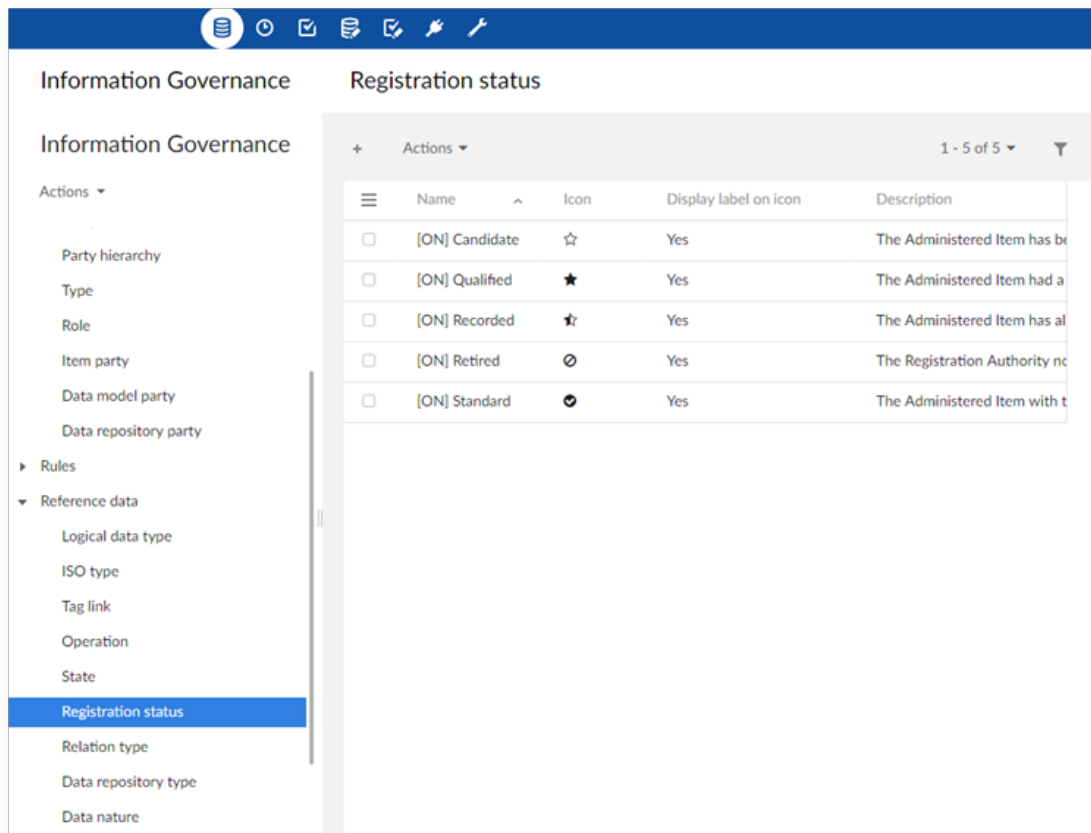 Information Governance
Registration status
Information Governance
Actions
Party hierarchy
Type
Role
Item party
Data model party
Data repository party
Rules
Reference data
Logical data type
ISO type
Tag link
Operation
State
Registration status
Relation type
Data repository type
Data nature
+ Actions 1 - 5 of 5
Name Icon Display label on icon Description
[ON] Candidate Yes The Administered Item has be
[ON] Qualified Yes The Administered Item had a
[ON] Recorded Yes The Administered Item has al
[ON] Retired Yes The Registration Authority no
[ON] Standard Yes The Administered Item with t